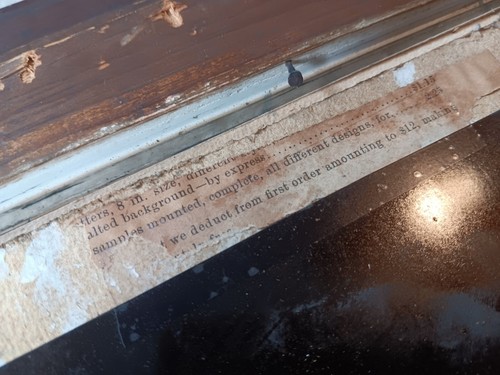 tters, 8 in. size,
alted background—by express
samples mounted, complete, all different designs, for
we deduct from first order amounting to $12, making